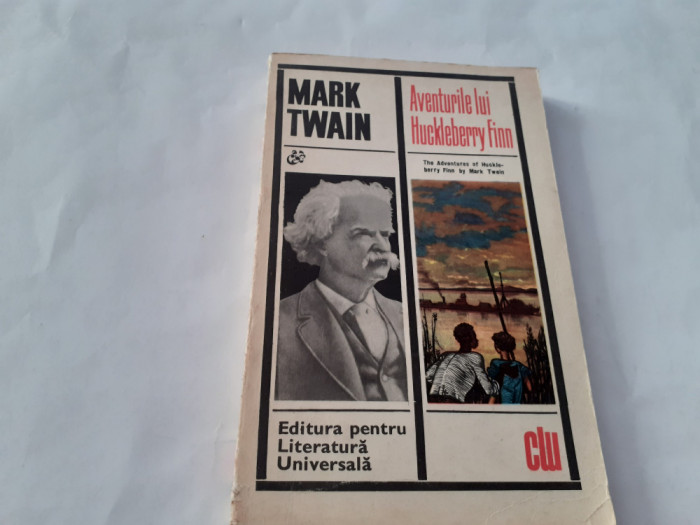 MARK
TWAIN
Aventurile lui
Huckleberry Finn
The Adventures of Huckle-
berry Finn by Mark Twain
Editura pentru
Literatură
Universală
clu